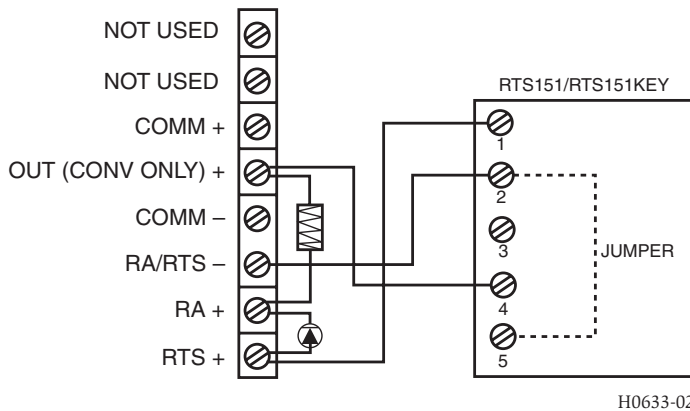 NOT USED
NOT USED
COMM +
OUT (CONV ONLY) +
COMM –
RA/RTS –
RA +
RTS +
RTS151/RTS151KEY
1
2
3
4
5
JUMPER
H0633-02